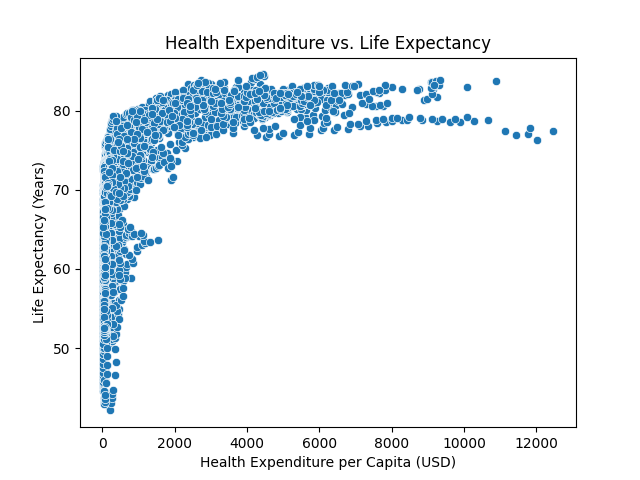 Health Expenditure vs. Life Expectancy
80
70
60
50
Life Expectancy (Years)
0 2000 4000 6000 8000 10000 12000
Health Expenditure per Capita (USD)